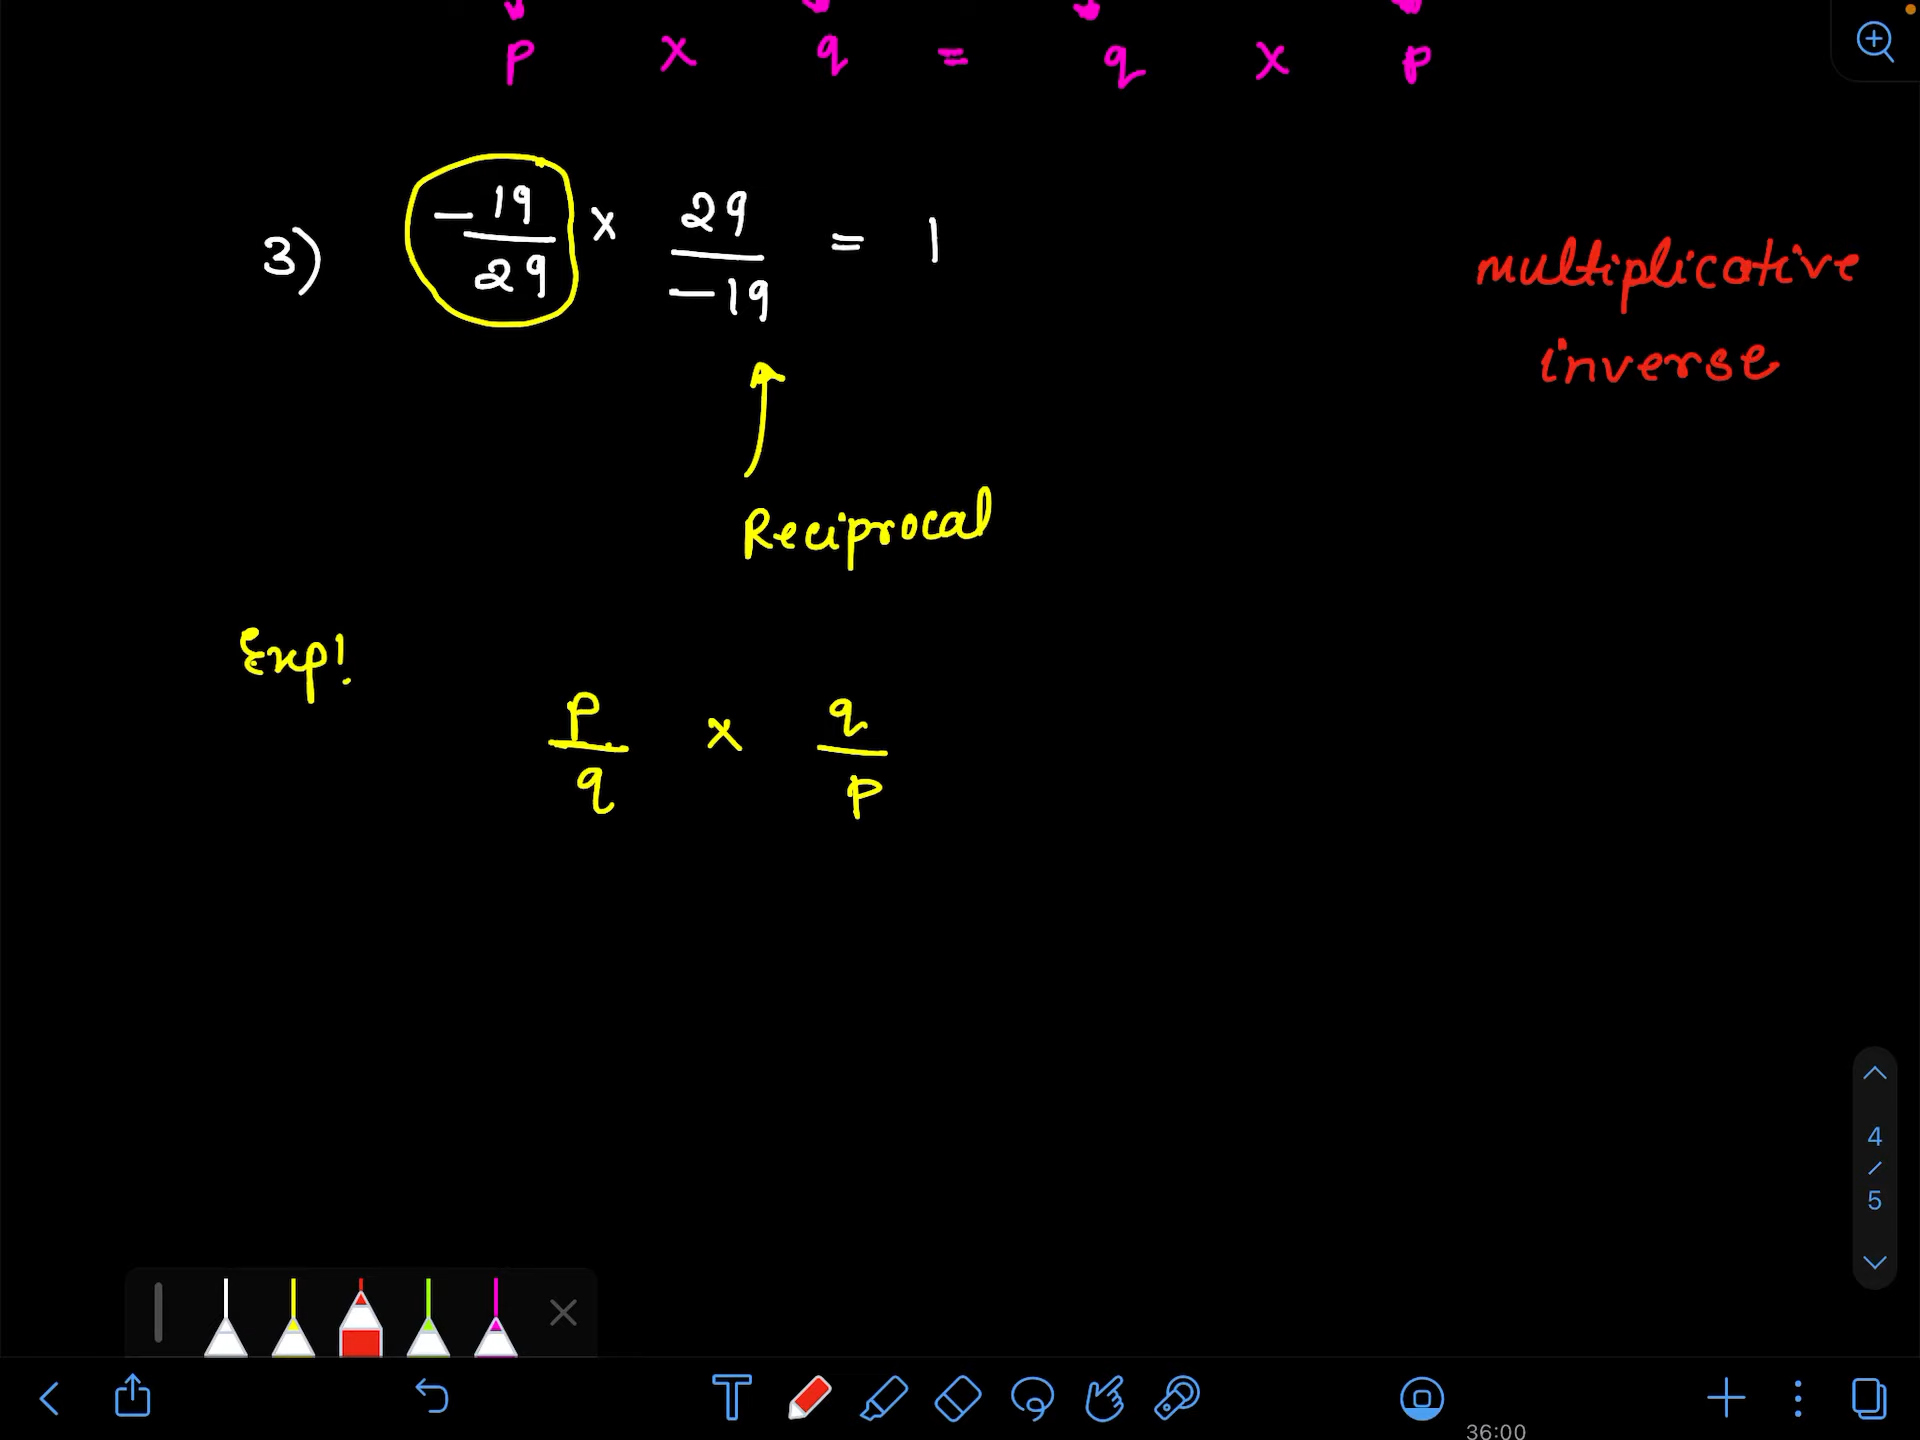 p × q = q × p
3) -19/29 × 29/-19 = 1
multiplicative
inverse
Reciprocal
Exp!
p/q × q/p
4
/
5
36:00